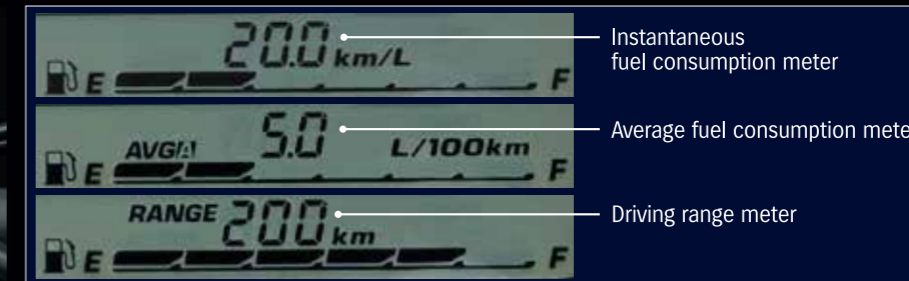 20.0 km/L
E F
Instantaneous
fuel consumption meter
AVG 5.0 L/100km
E F
Average fuel consumption mete
RANGE 200 km
E F
Driving range meter